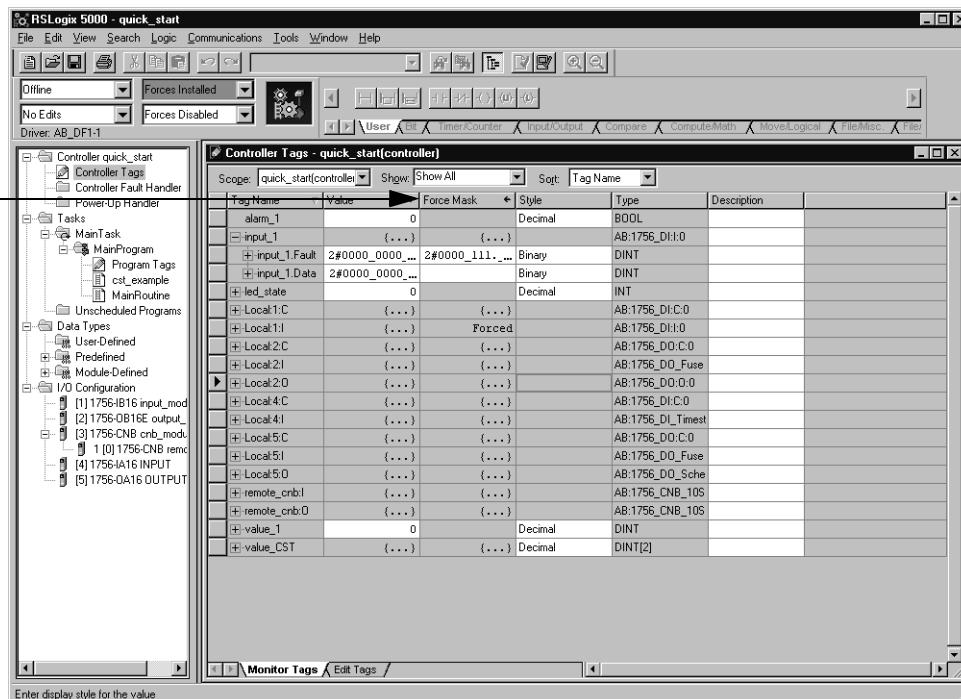 RSLogix 5000 - quick_start
File Edit View Search Logic Communications Tools Window Help
Offline Forces Installed
No Edits Forces Disabled
Driver: AB_DF1-1
User Bit Timer/Counter Input/Output Compare Compute/Math Move/Logical File/Misc. File/
Controller quick_start
Controller Tags
Controller Fault Handler
Power-Up Handler
Tasks
MainTask
MainProgram
Program Tags
cst_example
MainRoutine
Unscheduled Programs
Data Types
User-Defined
Predefined
Module-Defined
I/O Configuration
[1] 1756-IB16 input_mod
[2] 1756-OB16E output_
[3] 1756-CNB cnb_modu
1 [0] 1756-CNB remo
[4] 1756-IA16 INPUT
[5] 1756-OA16 OUTPUT
Controller Tags - quick_start(controller)
Scope: quick_start(controller Show: Show All Sort: Tag Name
Tag Name Value Force Mask Style Type Description
alarm_1 0 Decimal BOOL
input_1 {...} {...} AB:1756_DI:I:0
input_1.Fault 2#0000_0000_... 2#0000_111._... Binary DINT
input_1.Data 2#0000_0000_... Binary DINT
led_state 0 Decimal INT
Local:1:C {...} {...} AB:1756_DI:C:0
Local:1:I {...} Forced AB:1756_DI:I:0
Local:2:C {...} {...} AB:1756_DO:C:0
Local:2:I {...} {...} AB:1756_DO_Fuse
Local:2:O {...} {...} AB:1756_DO:O:0
Local:4:C {...} {...} AB:1756_DI:C:0
Local:4:I {...} {...} AB:1756_DI_Timest
Local:5:C {...} {...} AB:1756_DO:C:0
Local:5:I {...} {...} AB:1756_DO_Fuse
Local:5:O {...} {...} AB:1756_DO_Sche
remote_cnb:I {...} {...} AB:1756_CNB_10S
remote_cnb:O {...} {...} AB:1756_CNB_10S
value_1 0 Decimal DINT
value_CST {...} {...} Decimal DINT[2]
Monitor Tags Edit Tags
Enter display style for the value